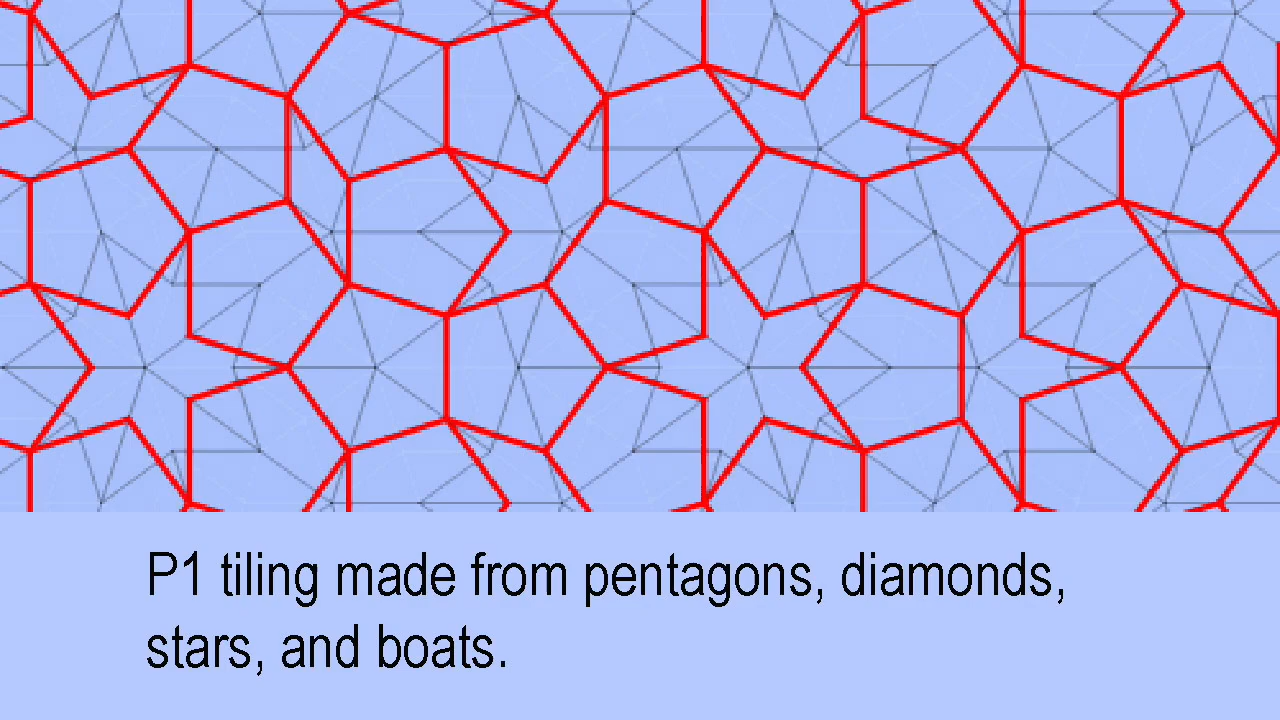 P1 tiling made from pentagons, diamonds,
stars, and boats.